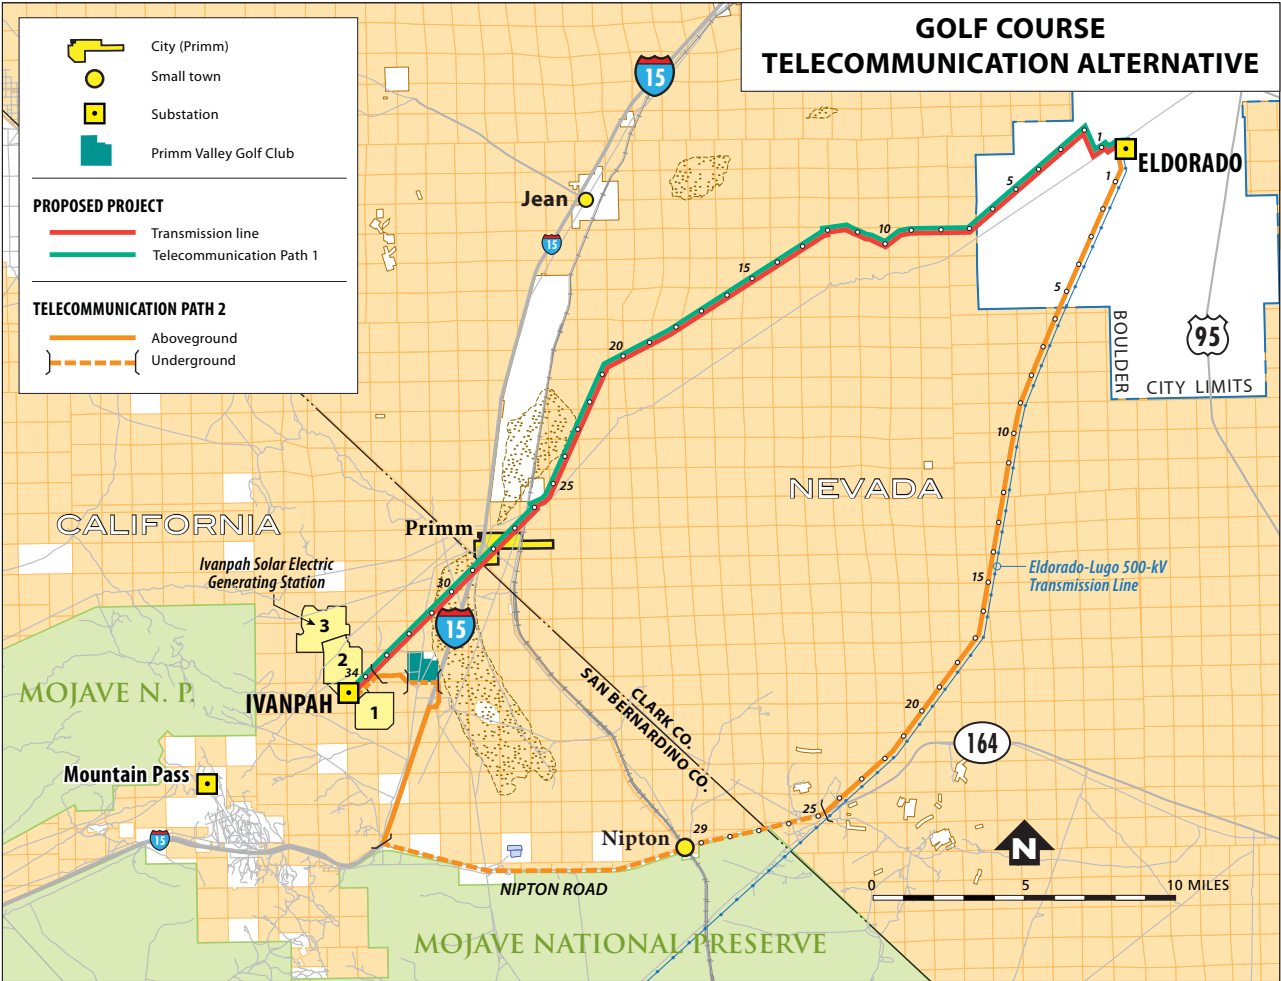 GOLF COURSE
TELECOMMUNICATION ALTERNATIVE
City (Primm)
Small town
Substation
Primm Valley Golf Club
PROPOSED PROJECT
Transmission line
Telecommunication Path 1
TELECOMMUNICATION PATH 2
Aboveground
Underground
15
1
ELDORADO
1
5
Jean
10
15
15
5
20
BOULDER
95
CITY LIMITS
10
25
NEVADA
CALIFORNIA
Primm
Ivanpah Solar Electric
Generating Station
15
Eldorado-Lugo 500-kV
Transmission Line
30
3
15
2
34
MOJAVE N. P.
IVANPAH
1
CLARK CO.
SAN BERNARDINO CO.
20
164
Mountain Pass
25
15
Nipton
29
N
NIPTON ROAD
0
5
10 MILES
MOJAVE NATIONAL PRESERVE